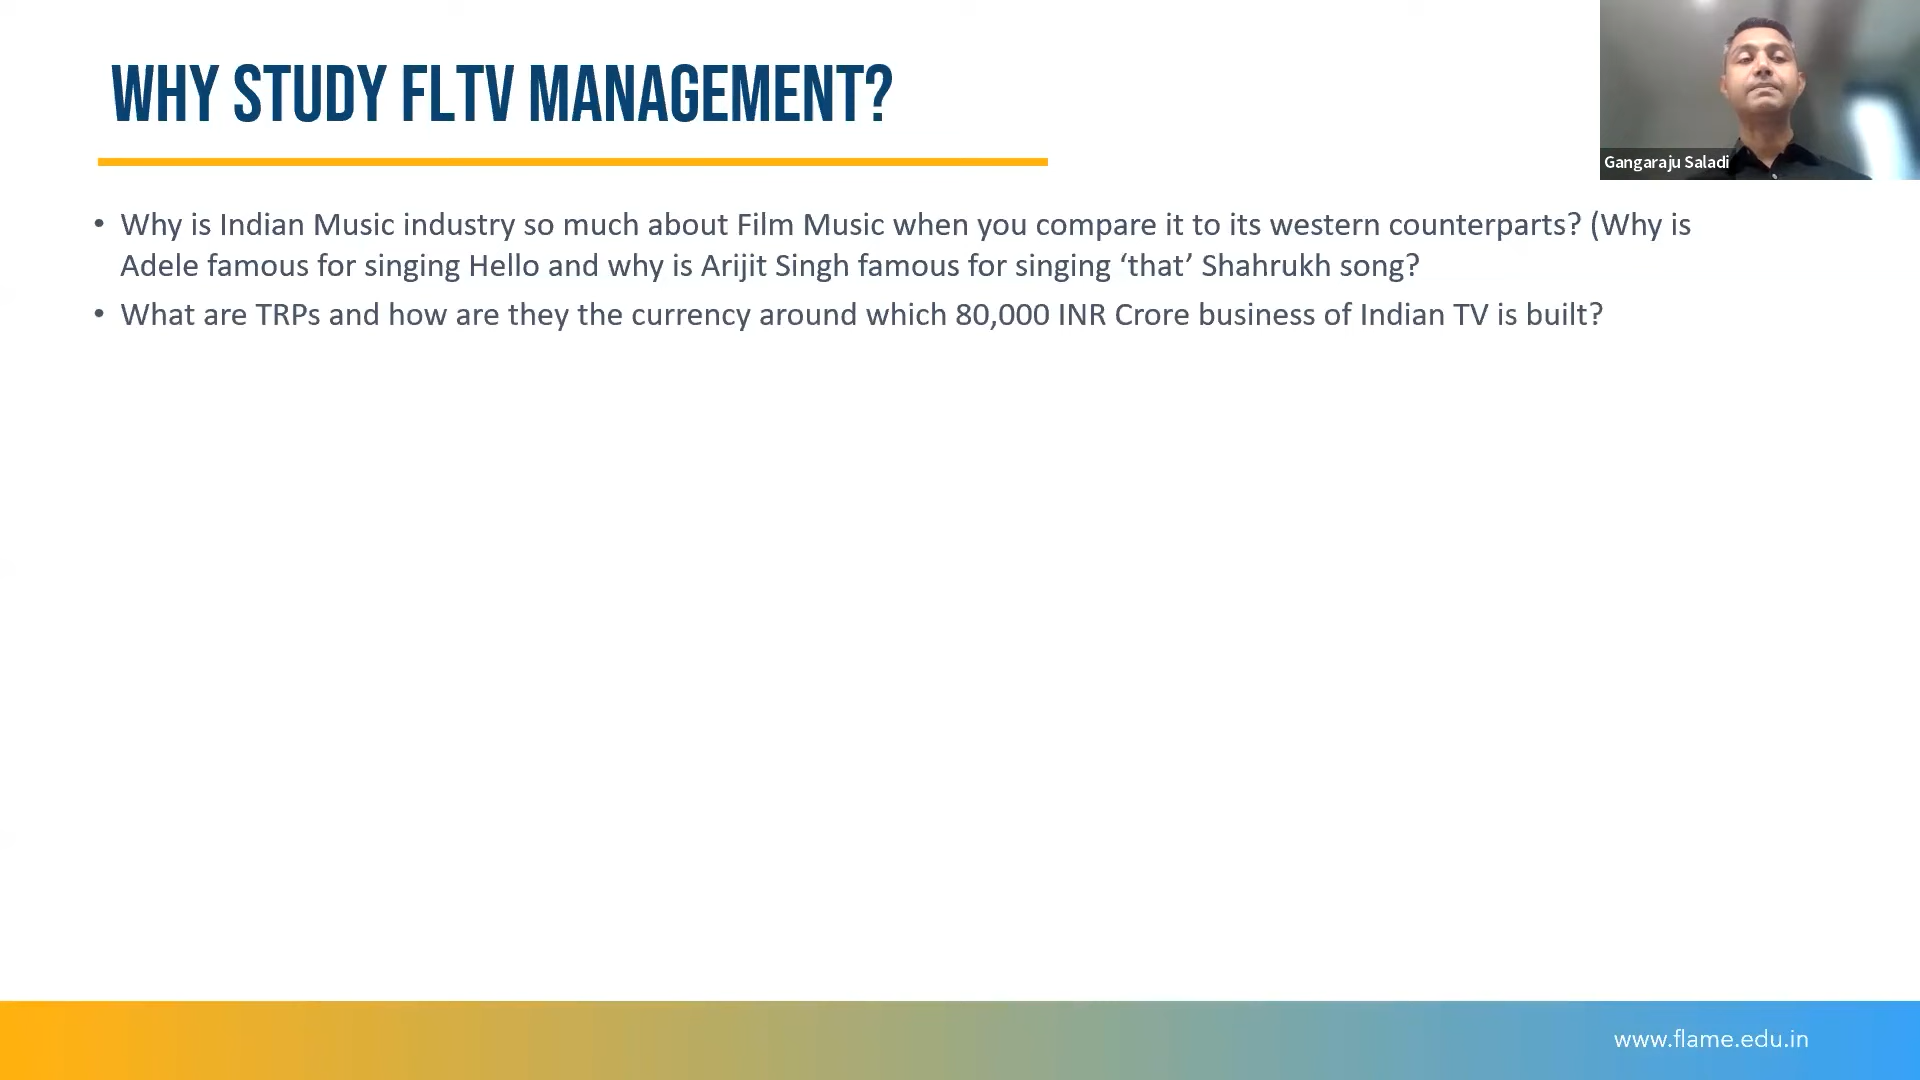 WHY STUDY FLTV MANAGEMENT?
Gangaraju Saladi
• Why is Indian Music industry so much about Film Music when you compare it to its western counterparts? (Why is
Adele famous for singing Hello and why is Arijit Singh famous for singing ‘that’ Shahrukh song?
• What are TRPs and how are they the currency around which 80,000 INR Crore business of Indian TV is built?
www.flame.edu.in